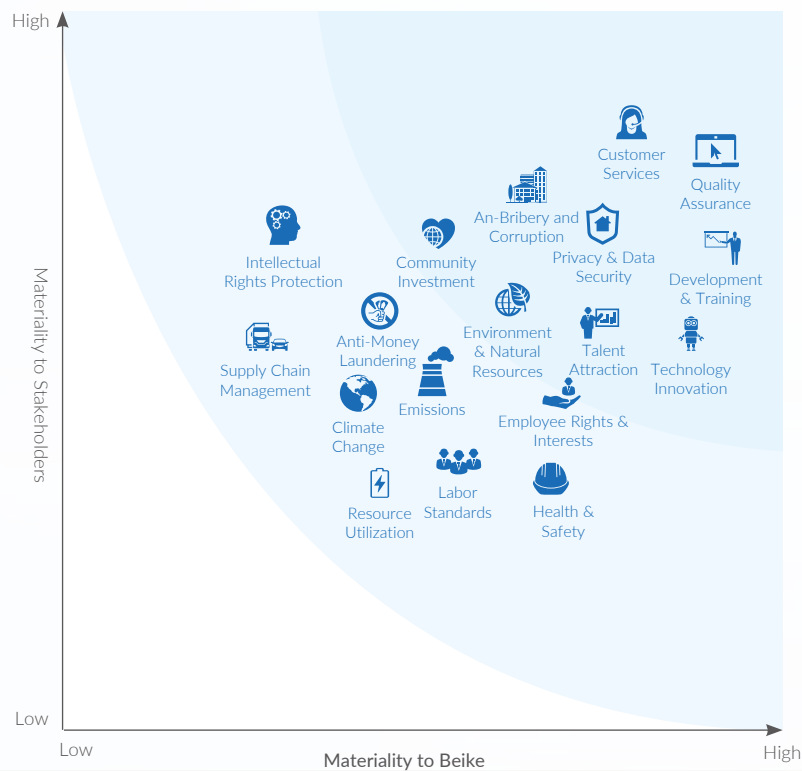 High
Customer
Services
Quality
Assurance
An-Bribery and
Corruption
Privacy & Data
Security
Intellectual
Rights Protection
Community
Investment
Development
& Training
Anti-Money
Laundering
Environment
& Natural
Resources
Talent
Attraction
Technology
Innovation
Supply Chain
Management
Emissions
Climate
Change
Employee Rights &
Interests
Labor
Standards
Resource
Utilization
Health &
Safety
Materiality to Stakeholders
Low
Low
Materiality to Beike
High